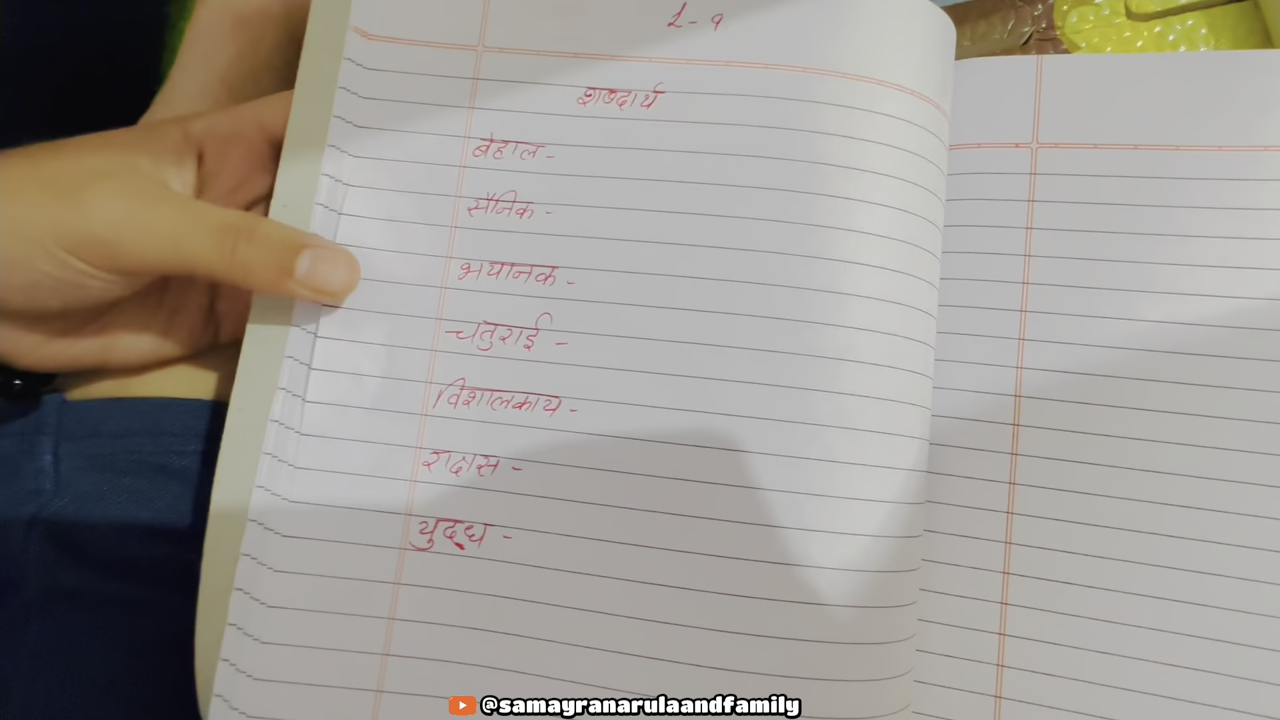 L-9
शब्दार्थ
बेहाल-
सैनिक-
भयानक-
चतुराई-
विशालकाय-
राक्षस-
युद्ध-
@samayranarulaandfamily